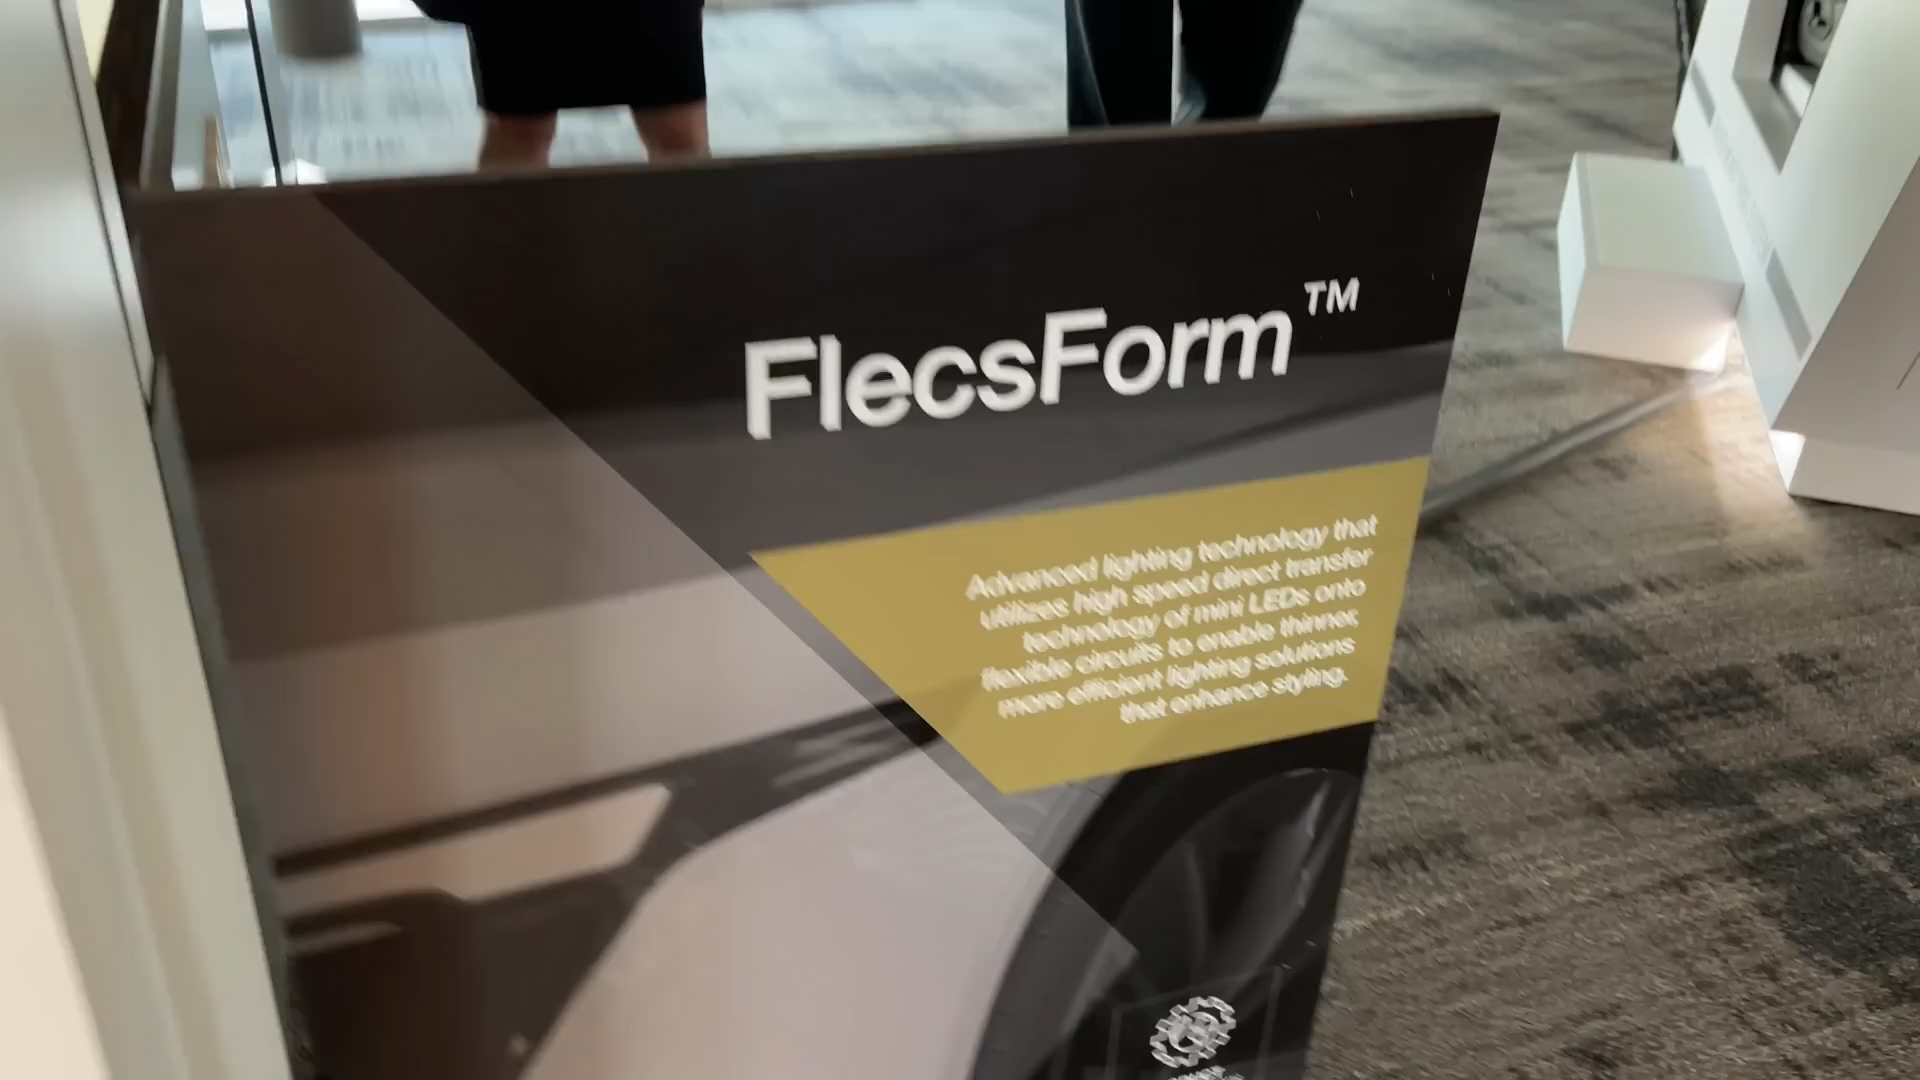 FlecsForm™
Advanced lighting technology that
utilizes high speed direct transfer
technology of mini LEDs onto
flexible circuits to enable thinner,
more efficient lighting solutions
that enhance styling.